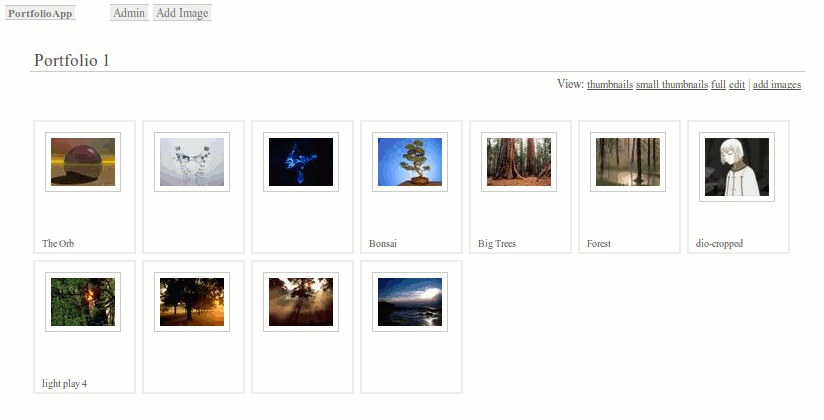 PortfolioApp Admin Add Image
Portfolio 1
View: thumbnails small thumbnails full edit | add images
The Orb Bonsai Big Trees Forest dio-cropped
light play 4